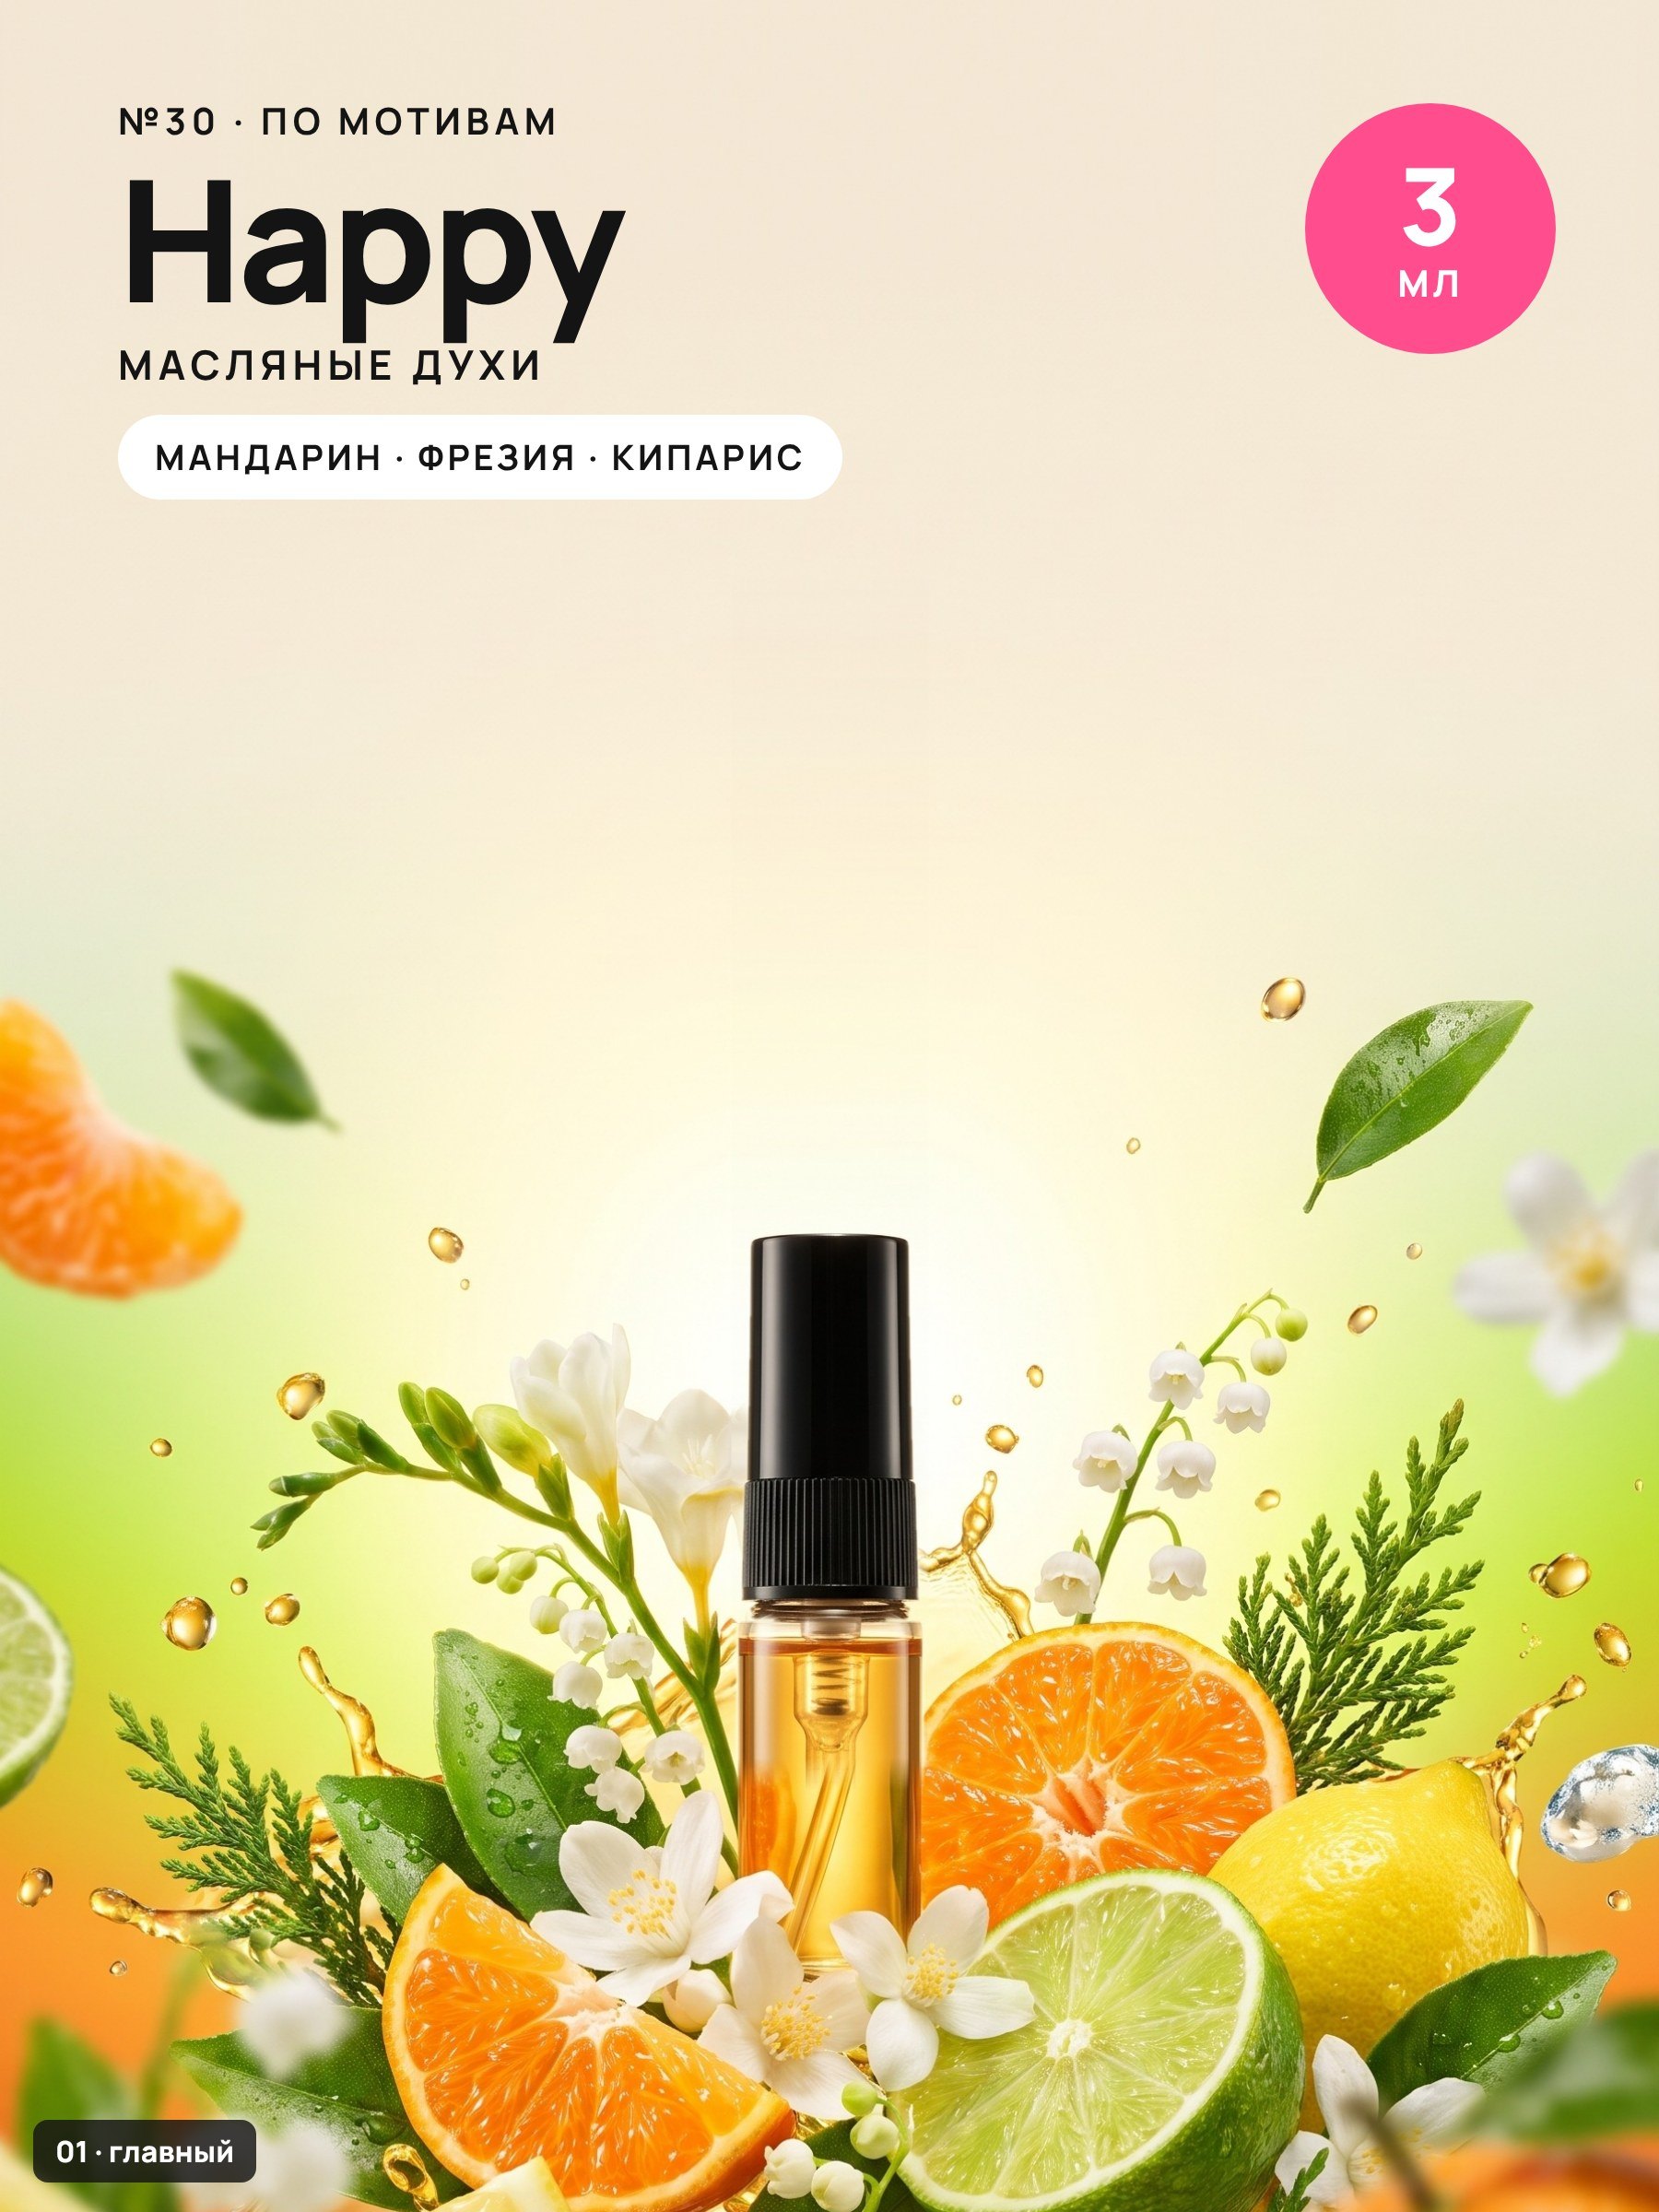 №30 · ПО МОТИВАМ
Happy
МАСЛЯНЫЕ ДУХИ
МАНДАРИН · ФРЕЗИЯ · КИПАРИС
3
МЛ
01 · главный